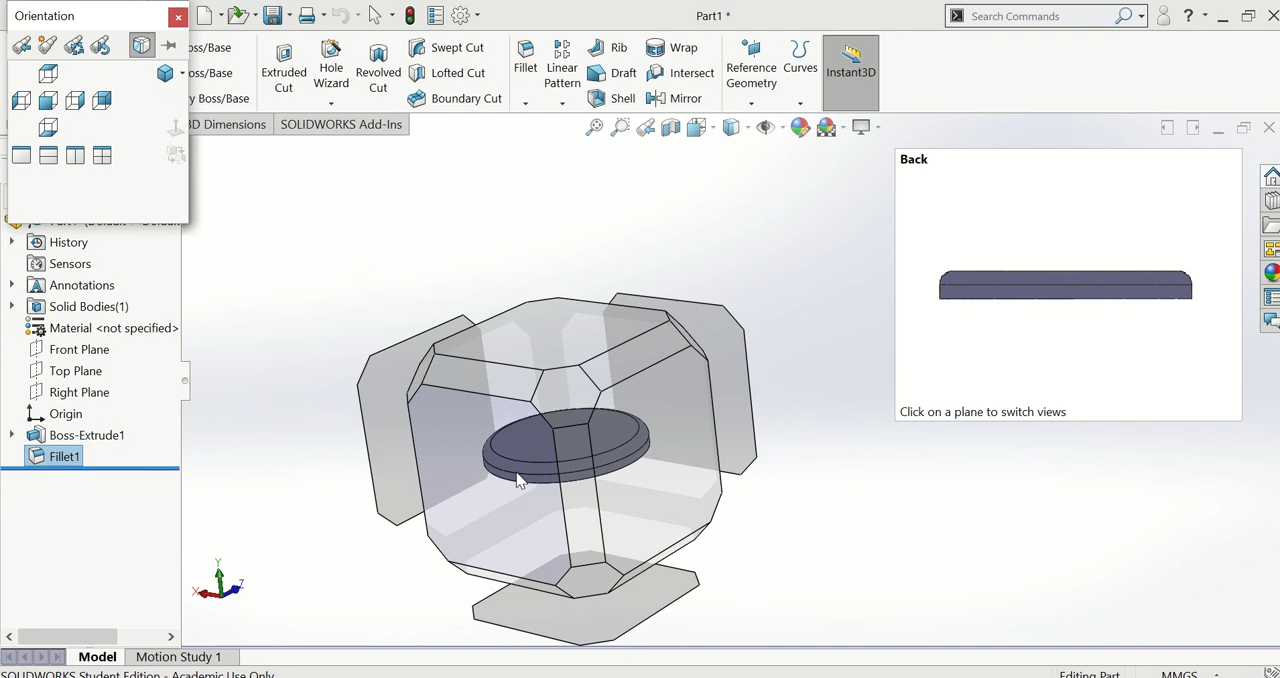 Orientation
Part1 *
Search Commands
?
oss/Base
oss/Base
y Boss/Base
Extruded Cut
Hole Wizard
Revolved Cut
Swept Cut
Lofted Cut
Boundary Cut
Fillet
Linear Pattern
Rib
Draft
Shell
Wrap
Intersect
Mirror
Reference Geometry
Curves
Instant3D
3D Dimensions
SOLIDWORKS Add-Ins
Back
Click on a plane to switch views
History
Sensors
Annotations
Solid Bodies(1)
Material <not specified>
Front Plane
Top Plane
Right Plane
Origin
Boss-Extrude1
Fillet1
Y
X
Z
Model
Motion Study 1
SOLIDWORKS Student Edition - Academic Use Only
Editing Part
MMGS